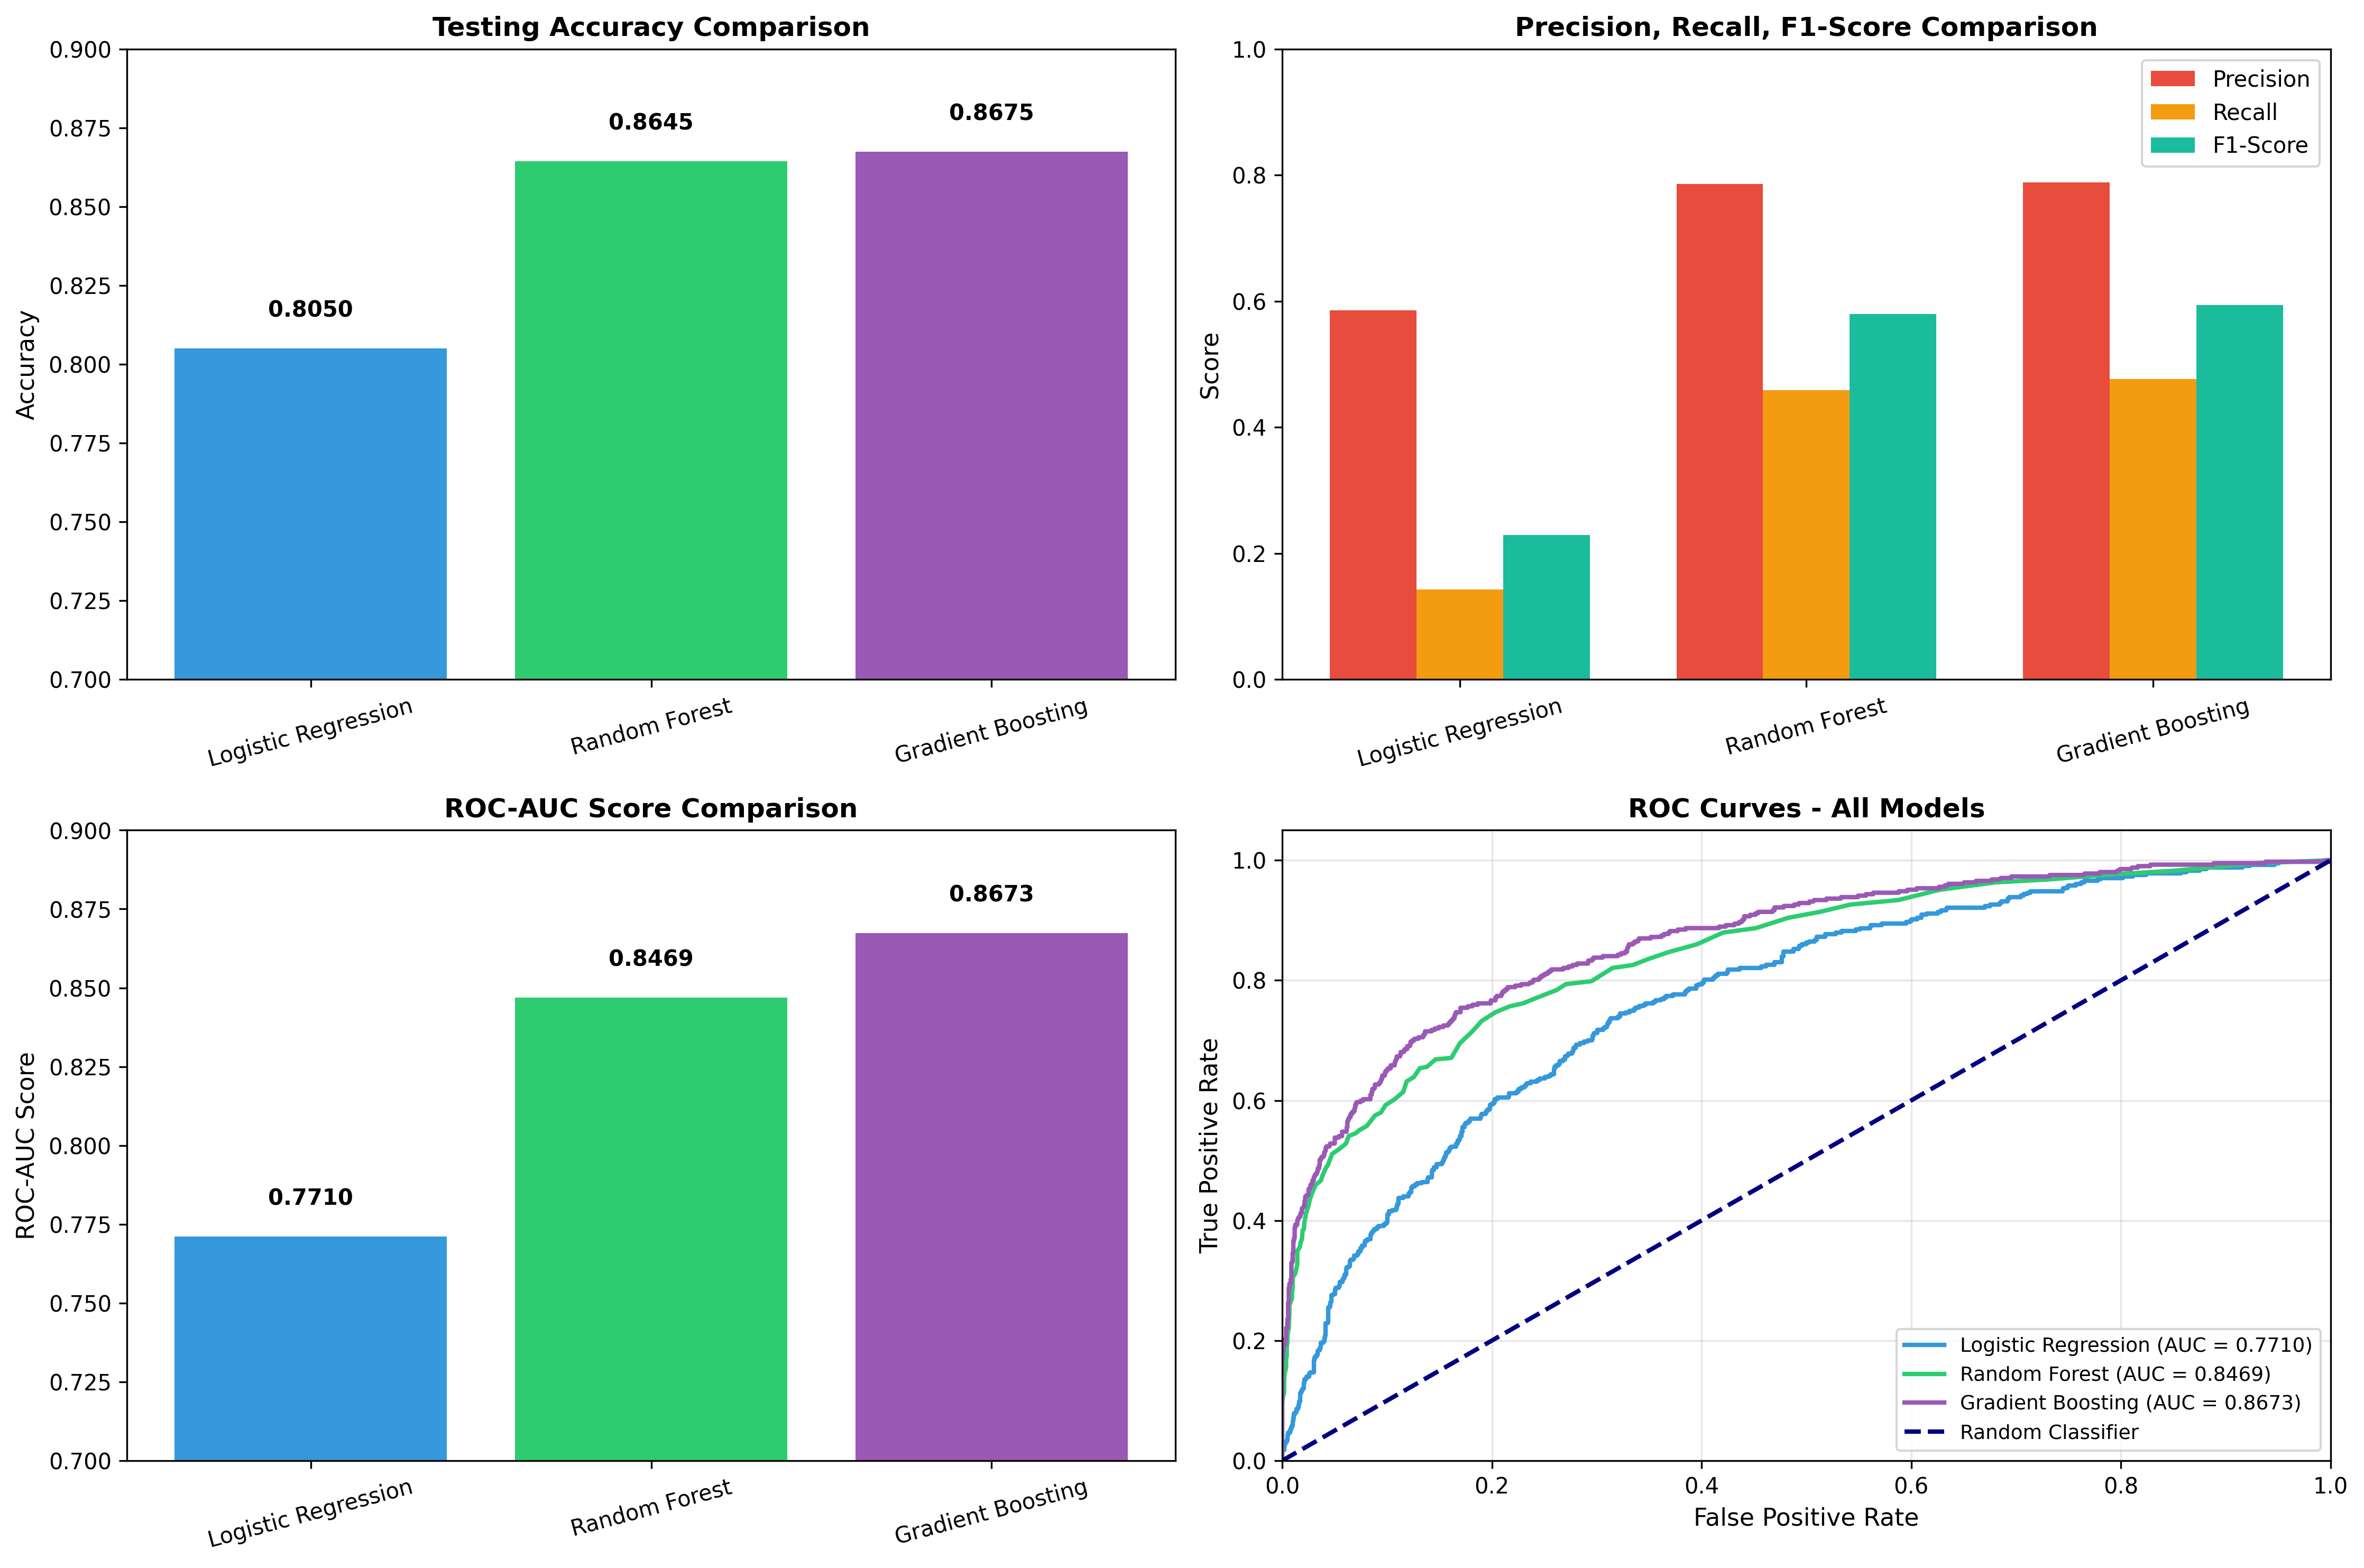 Testing Accuracy Comparison
0.900
0.875
0.850
0.825
0.800
0.775
0.750
0.725
0.700
Accuracy
0.8050
0.8645
0.8675
Logistic Regression
Random Forest
Gradient Boosting
Precision, Recall, F1-Score Comparison
1.0
0.8
0.6
0.4
0.2
0.0
Score
Precision
Recall
F1-Score
Logistic Regression
Random Forest
Gradient Boosting
ROC-AUC Score Comparison
0.900
0.875
0.850
0.825
0.800
0.775
0.750
0.725
0.700
ROC-AUC Score
0.7710
0.8469
0.8673
Logistic Regression
Random Forest
Gradient Boosting
ROC Curves - All Models
1.0
0.8
0.6
0.4
0.2
0.0
True Positive Rate
Logistic Regression (AUC = 0.7710)
Random Forest (AUC = 0.8469)
Gradient Boosting (AUC = 0.8673)
Random Classifier
0.0 0.2 0.4 0.6 0.8 1.0
False Positive Rate